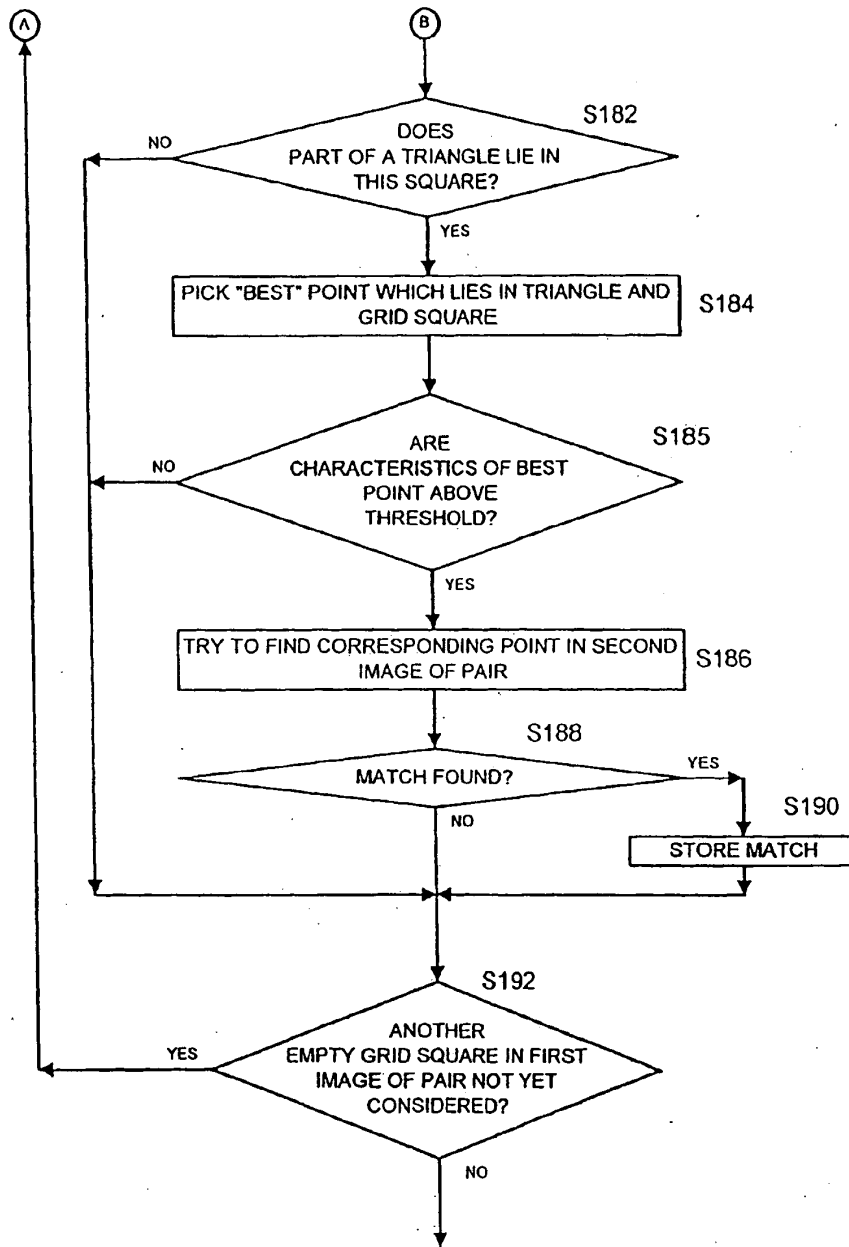 A
B
S182
DOES
PART OF A TRIANGLE LIE IN
THIS SQUARE?
NO
YES
PICK "BEST" POINT WHICH LIES IN TRIANGLE AND
GRID SQUARE
S184
S185
ARE
CHARACTERISTICS OF BEST
POINT ABOVE
THRESHOLD?
NO
YES
TRY TO FIND CORRESPONDING POINT IN SECOND
IMAGE OF PAIR
S186
S188
MATCH FOUND?
YES
NO
S190
STORE MATCH
S192
ANOTHER
EMPTY GRID SQUARE IN FIRST
IMAGE OF PAIR NOT YET
CONSIDERED?
YES
NO